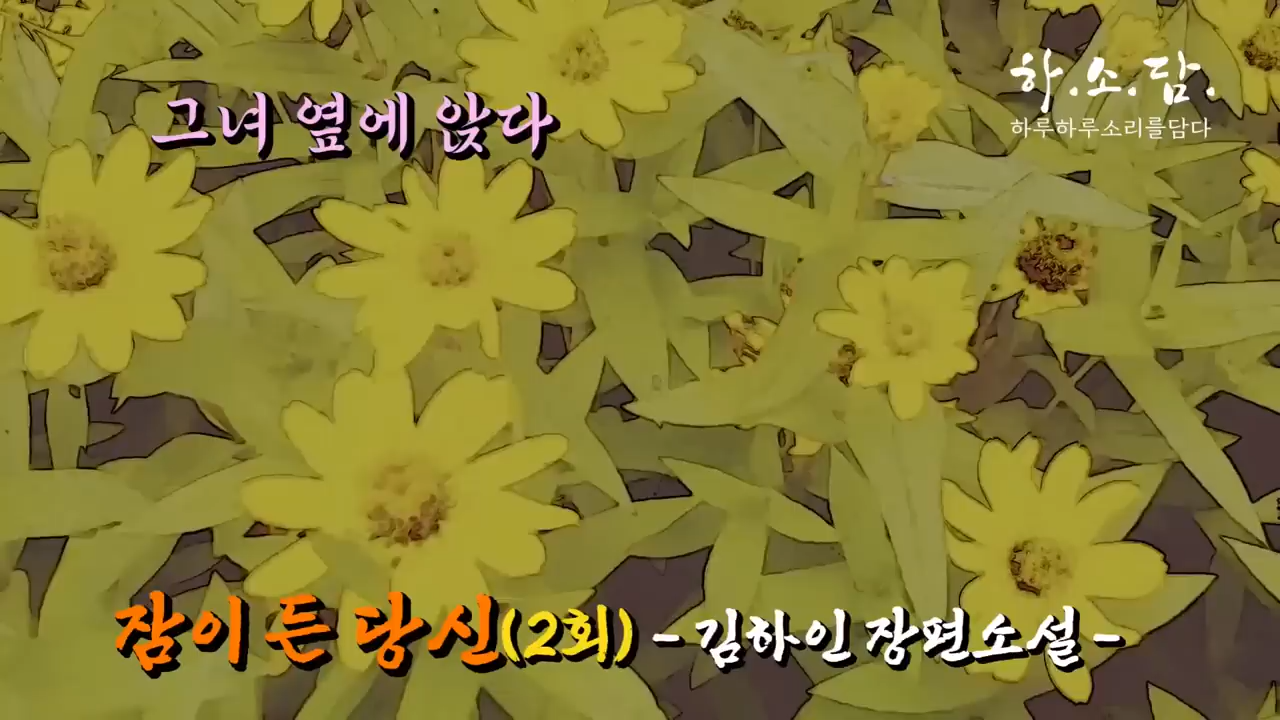 그녀 옆에 앉다
하.소.담.
하루하루소리를담다
잠이 든 당신(2회) - 김하인 장편소설 -